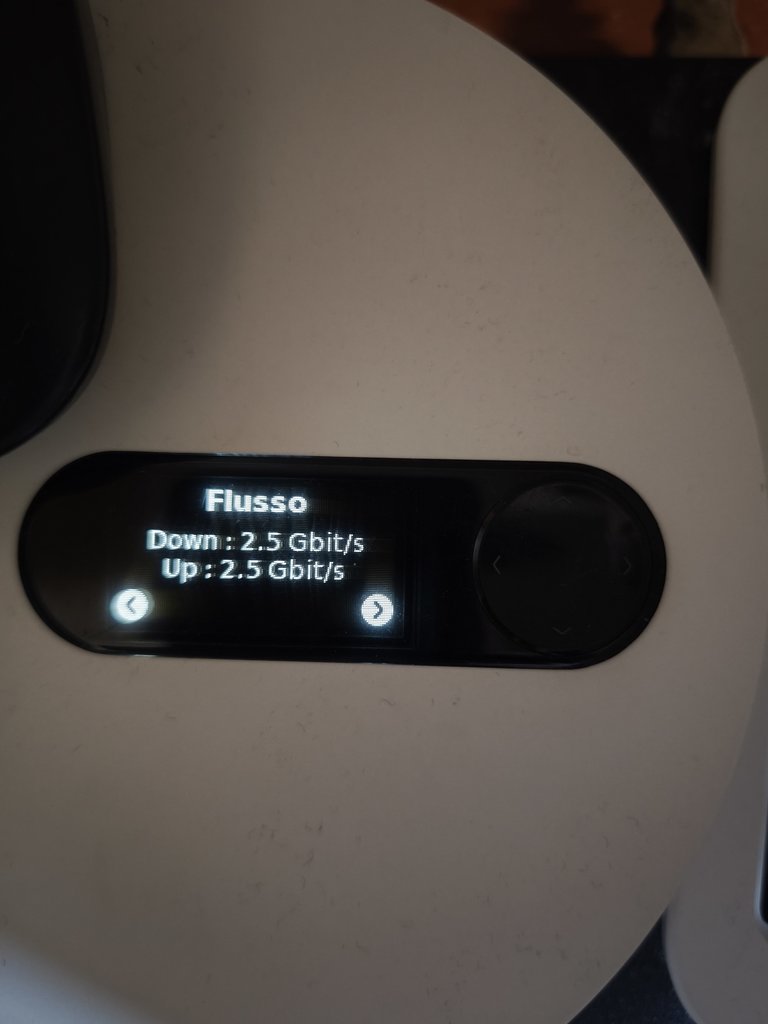 Flusso
Down : 2.5 Gbit/s
Up : 2.5 Gbit/s